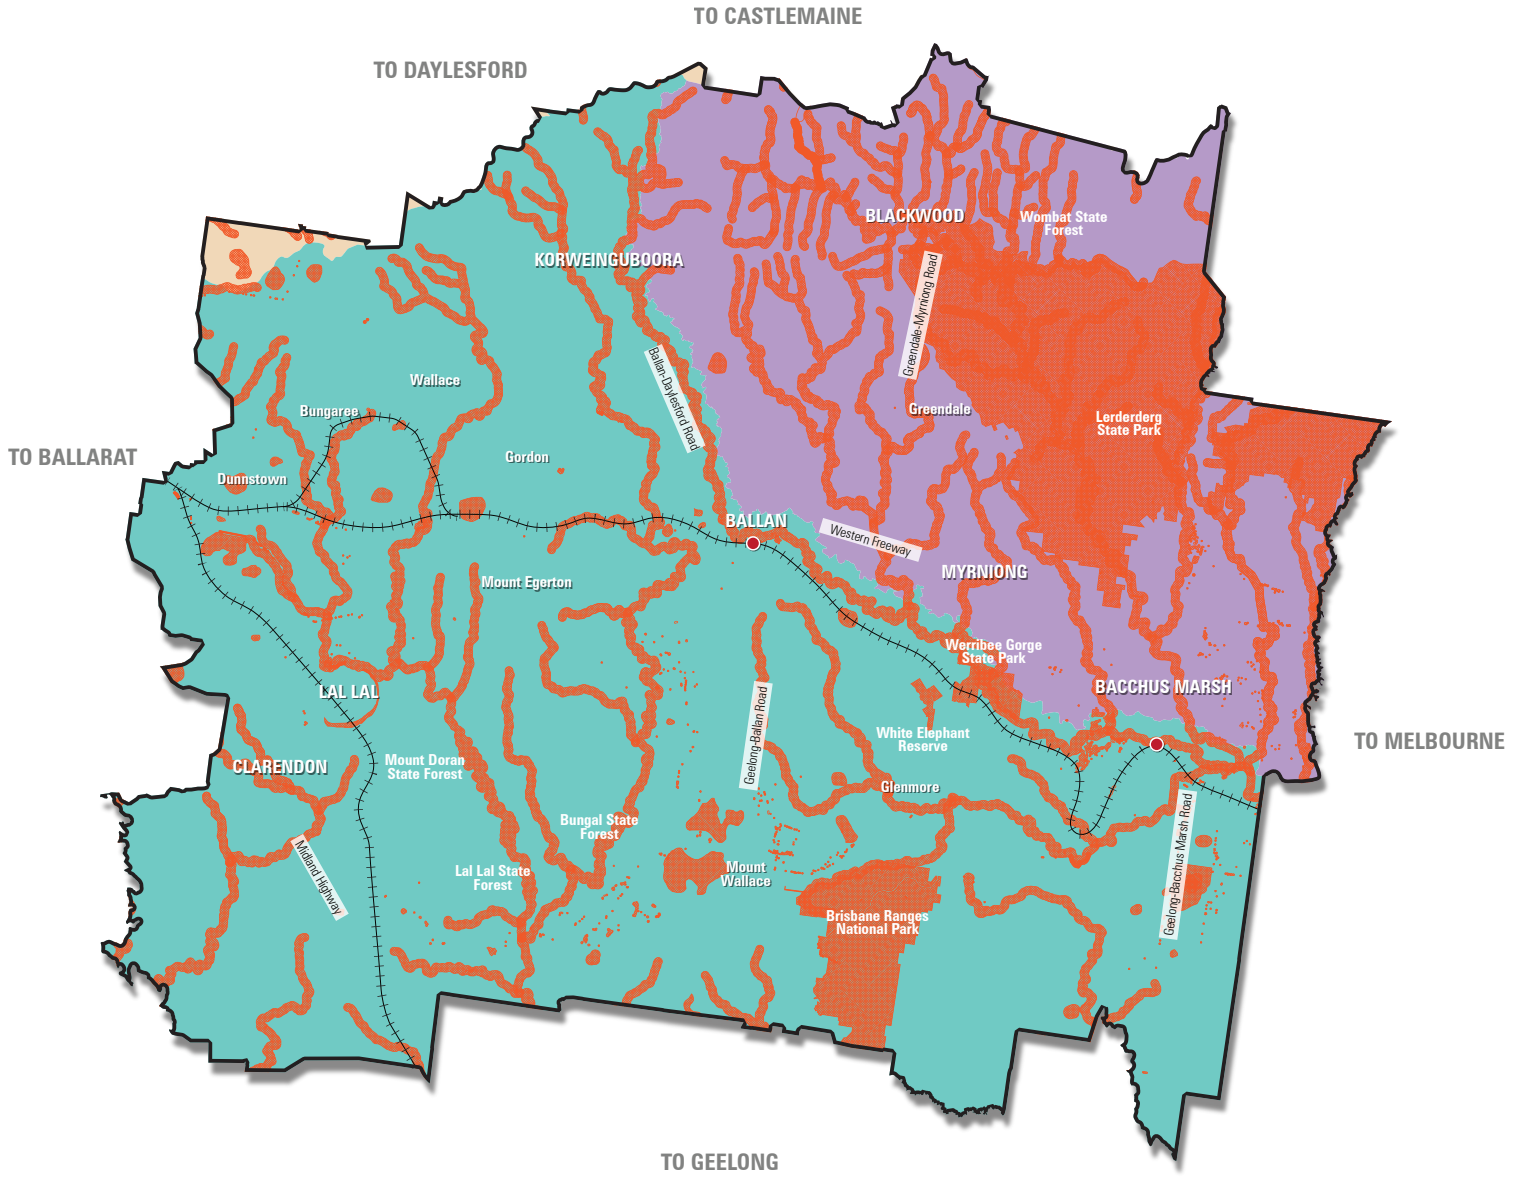 TO CASTLEMAINE
TO DAYLESFORD
BLACKWOOD
Wombat State
Forest
KORWEINGUBOORA
Greendale-Myrniong Road
Ballan-Daylesford Road
Wallace
Bungaree
Greendale
Lerderderg
State Park
TO BALLARAT
Gordon
Dunnstown
BALLAN
Western Freeway
MYRNIONG
Mount Egerton
Werribee Gorge
State Park
LAL LAL
BACCHUS MARSH
Geelong-Ballan Road
White Elephant
Reserve
TO MELBOURNE
CLARENDON
Mount Doran
State Forest
Glenmore
Bungal State
Forest
Geelong-Bacchus Marsh Road
Midland Highway
Lal Lal State
Forest
Mount
Wallace
Brisbane Ranges
National Park
TO GEELONG